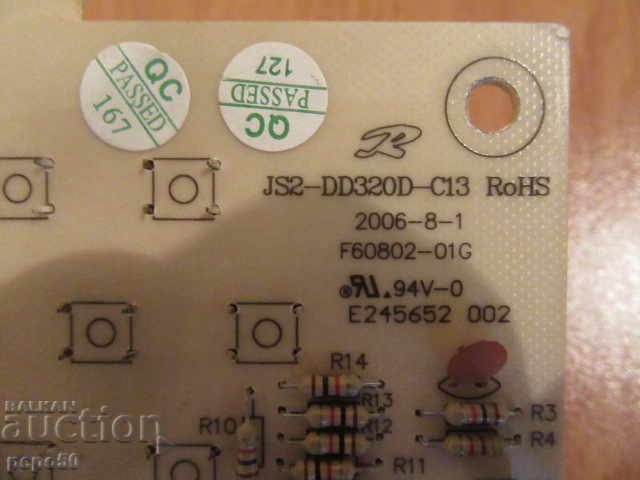 QC
PASSED
167
127
PASSED
QC
JS2-DD320D-C13 RoHS
2006-8-1
F60802-01G
94V-0
E245652 002
R14
R13
R12
R11
R10
R3
R4
БАЛКАН
auction
pepo50